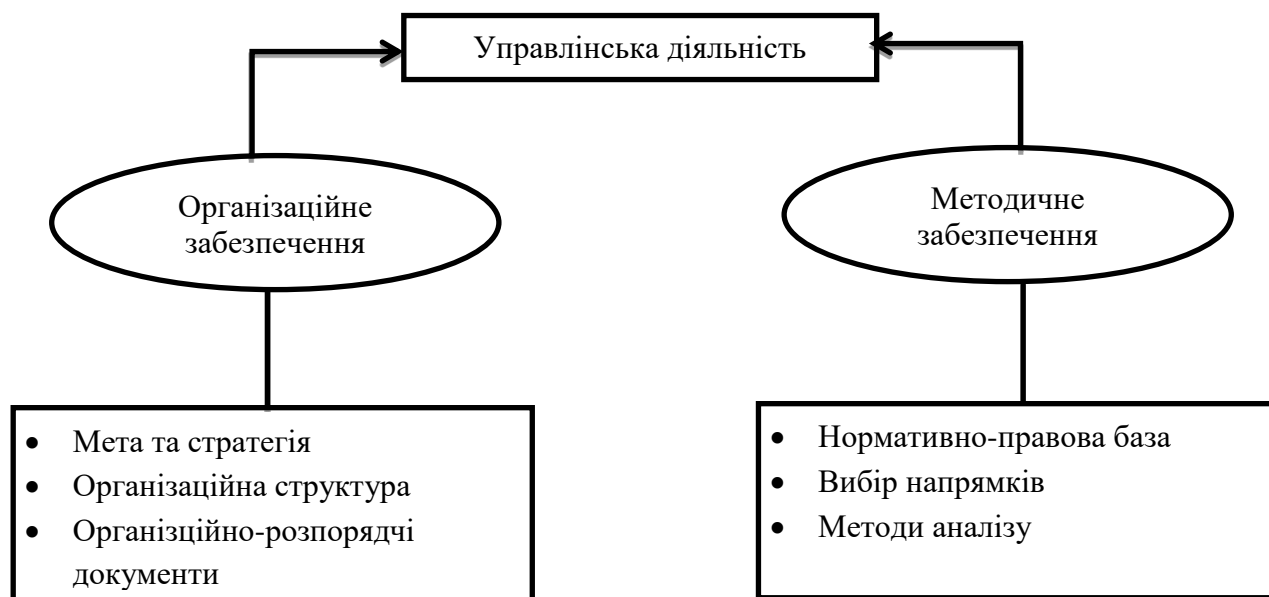 Управлінська діяльність
Організаційне
забезпечення
Методичне
забезпечення
• Мета та стратегія
• Організаційна структура
• Організційно-розпорядчі
документи
• Нормативно-правова база
• Вибір напрямків
• Методи аналізу